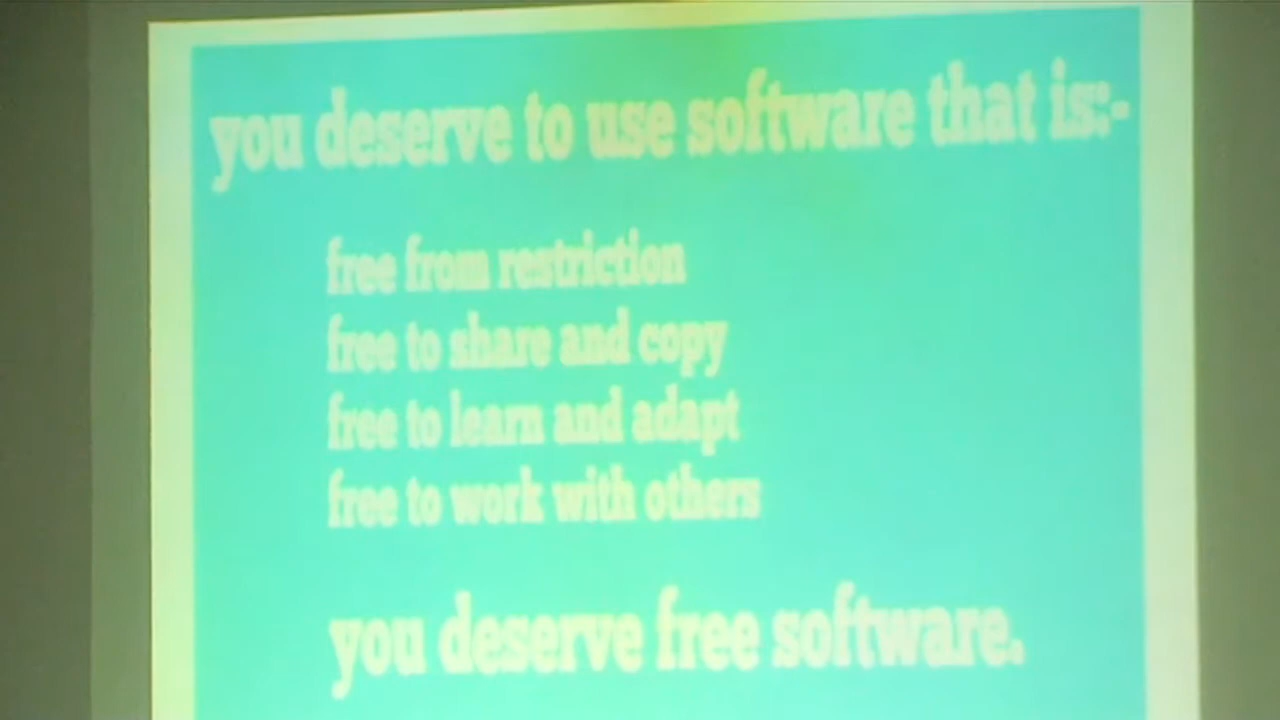 you deserve to use software that is:-
free from restriction
free to share and copy
free to learn and adapt
free to work with others
you deserve free software.